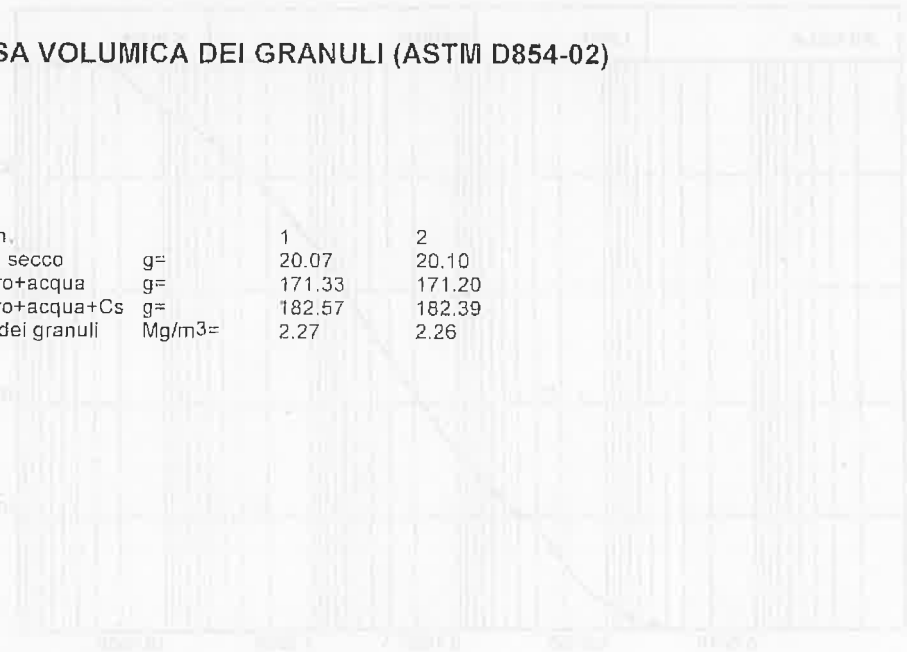 SA VOLUMICA DEI GRANULI (ASTM D854-02)
n. 1 2
secco g= 20.07 20.10
ro+acqua g= 171.33 171.20
ro+acqua+Cs g= 182.57 182.39
dei granuli Mg/m3= 2.27 2.26